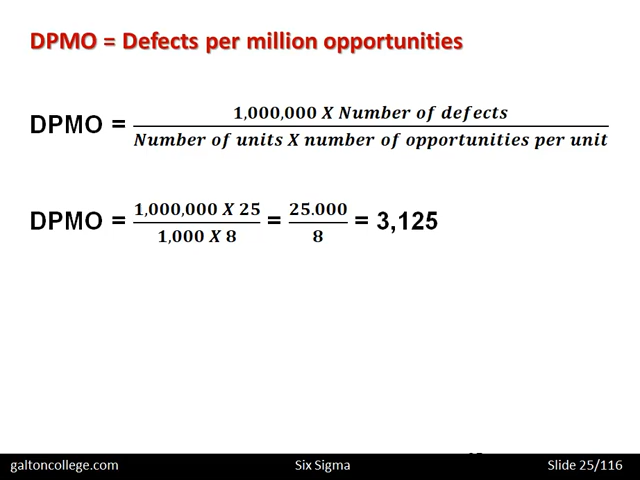 DPMO = Defects per million opportunities
DPMO = 1,000,000 X Number of defects / Number of units X number of opportunities per unit
DPMO = 1,000,000 X 25 / 1,000 X 8 = 25.000 / 8 = 3,125
galtoncollege.com Six Sigma Slide 25/116